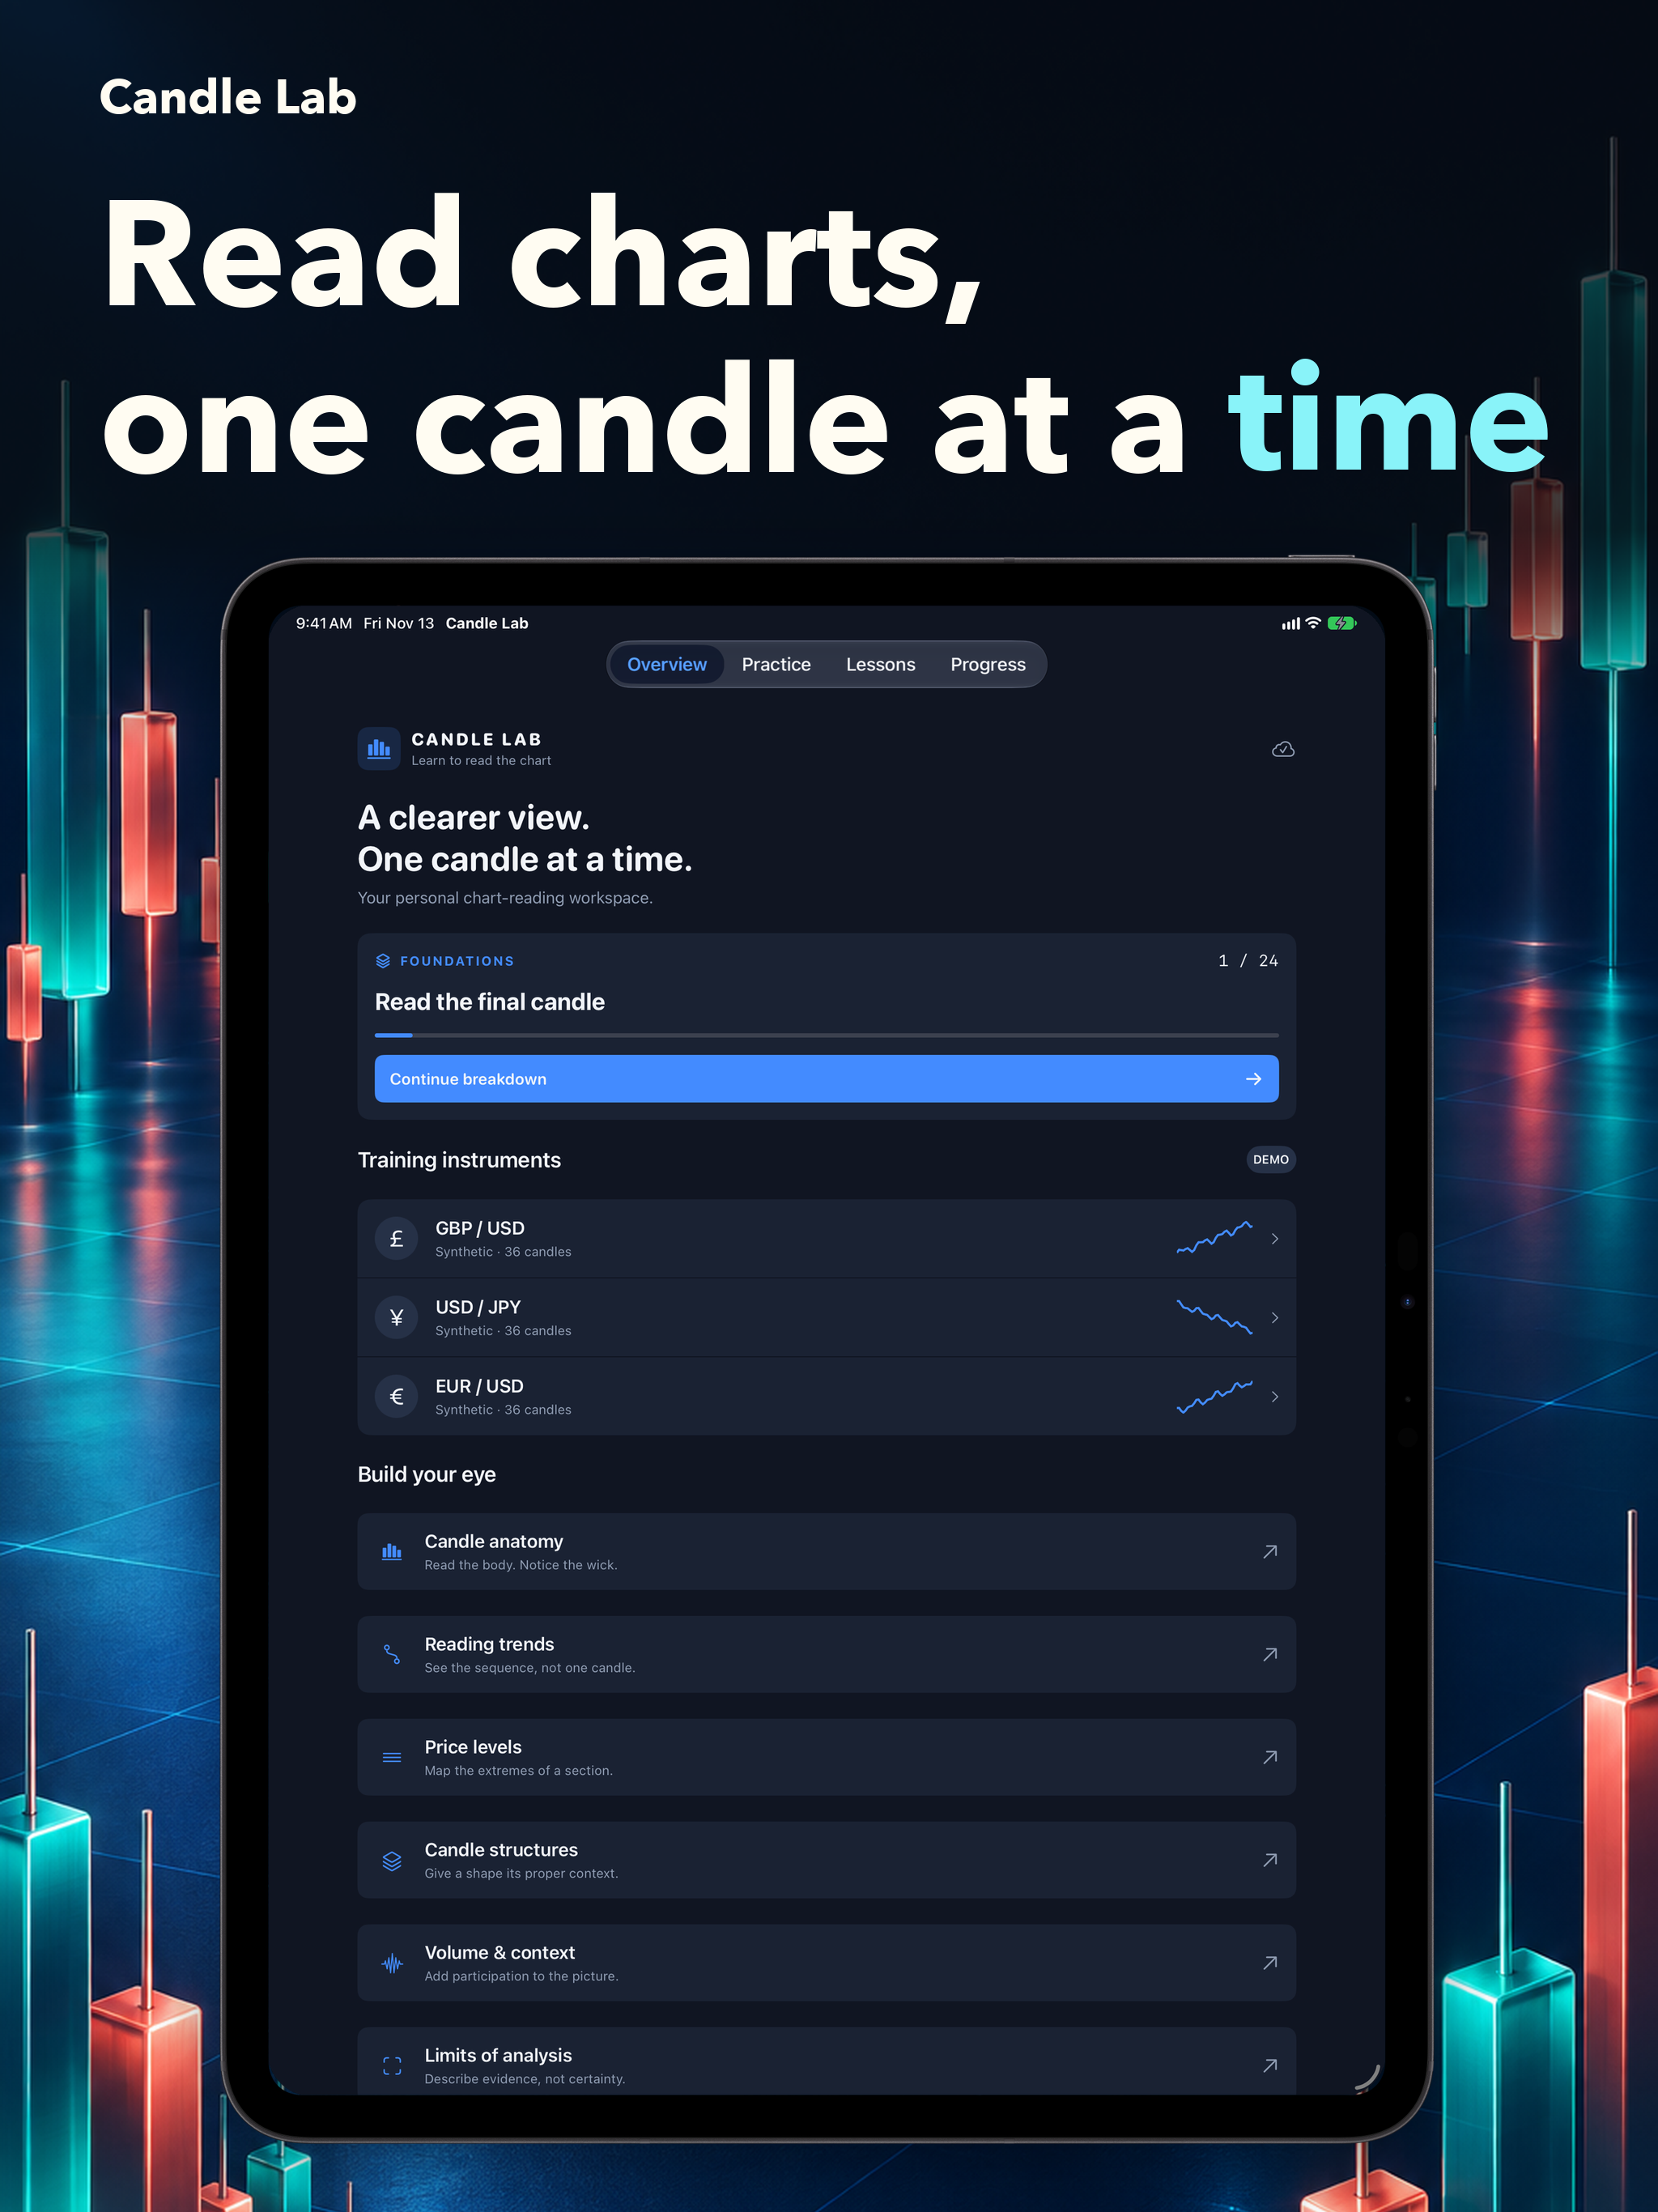 Candle Lab
Read charts,
one candle at a time
9:41 AM Fri Nov 13 Candle Lab
Overview Practice Lessons Progress
CANDLE LAB
Learn to read the chart
A clearer view.
One candle at a time.
Your personal chart-reading workspace.
FOUNDATIONS 1 / 24
Read the final candle
Continue breakdown
Training instruments DEMO
£ GBP / USD
Synthetic · 36 candles
¥ USD / JPY
Synthetic · 36 candles
€ EUR / USD
Synthetic · 36 candles
Build your eye
Candle anatomy
Read the body. Notice the wick.
Reading trends
See the sequence, not one candle.
Price levels
Map the extremes of a section.
Candle structures
Give a shape its proper context.
Volume & context
Add participation to the picture.
Limits of analysis
Describe evidence, not certainty.